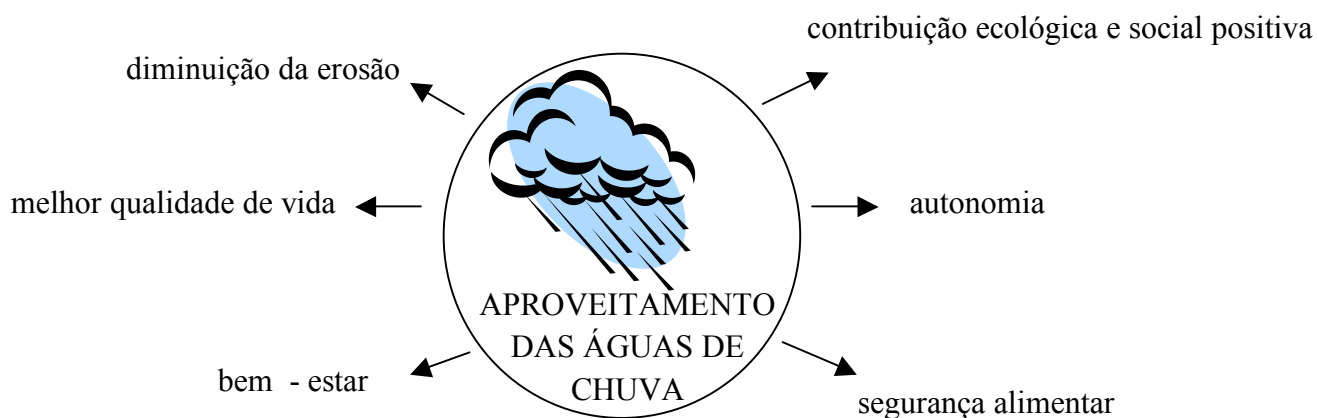 contribuição ecológica e social positiva
diminuição da erosão
melhor qualidade de vida
autonomia
APROVEITAMENTO
DAS ÁGUAS DE
CHUVA
bem - estar
segurança alimentar